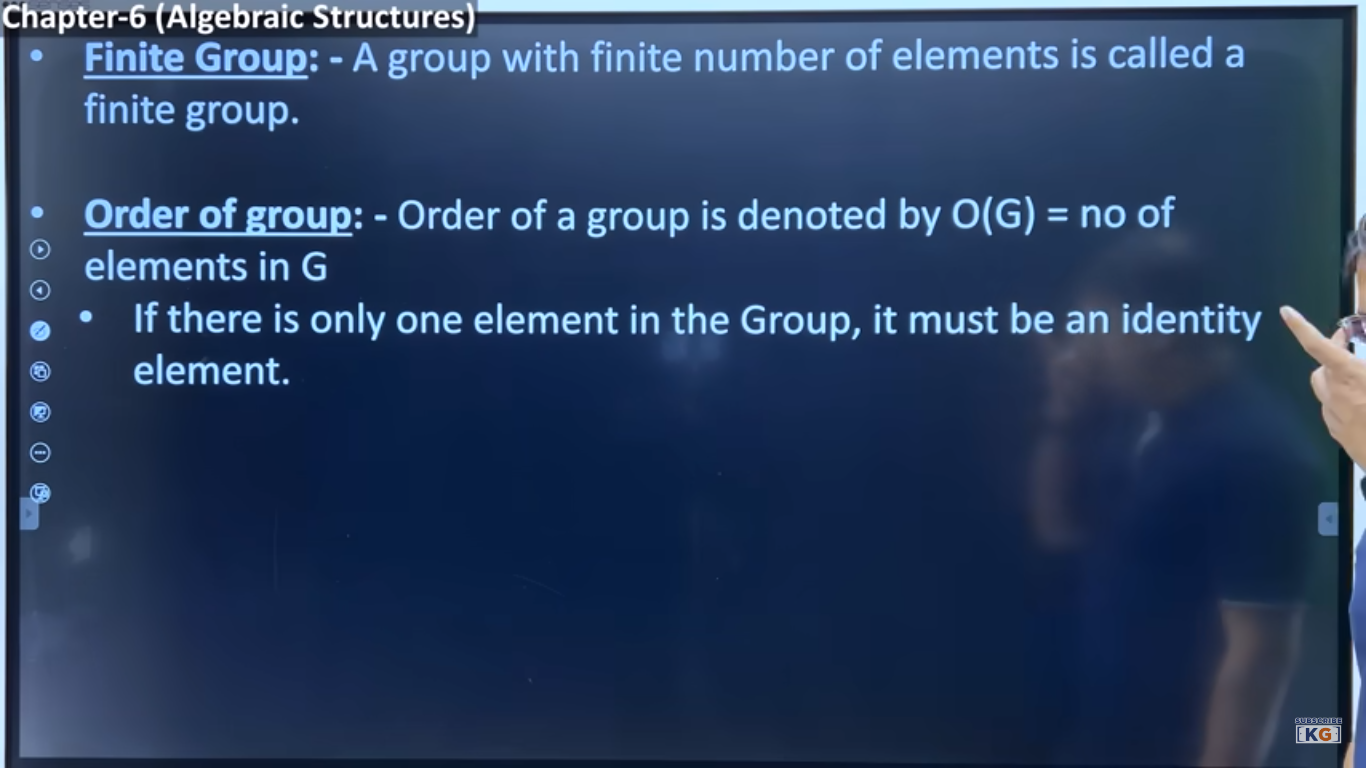 Chapter-6 (Algebraic Structures)
• Finite Group: - A group with finite number of elements is called a
finite group.
• Order of group: - Order of a group is denoted by O(G) = no of
elements in G
• If there is only one element in the Group, it must be an identity
element.
SUBSCRIBE
KG